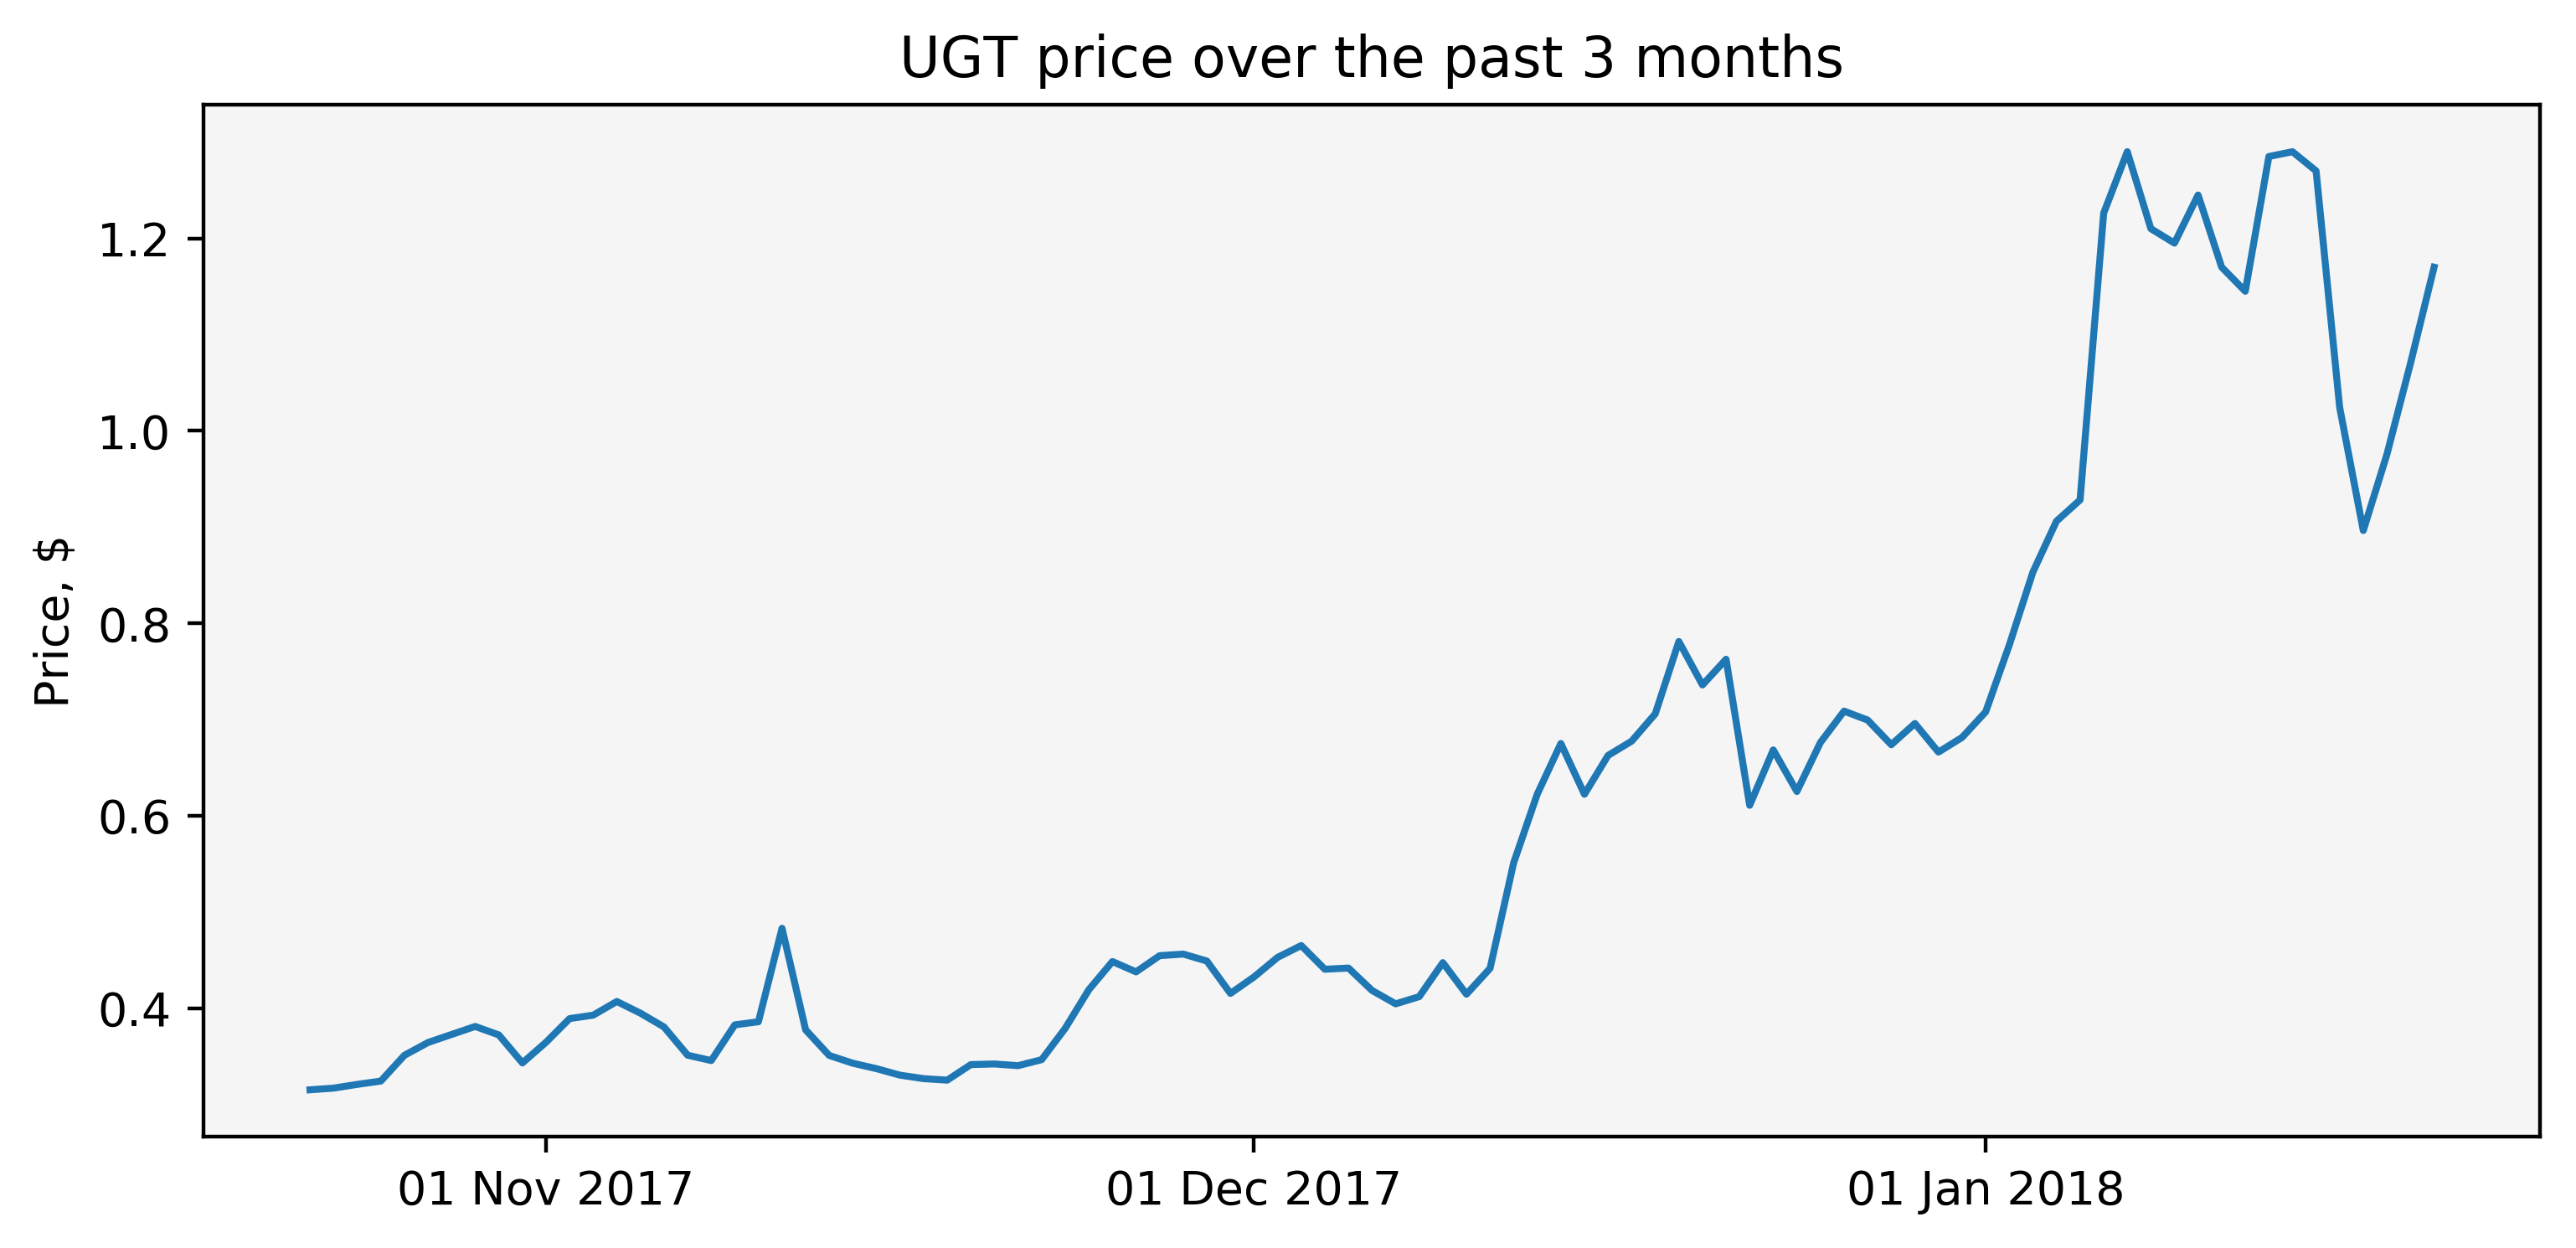 UGT price over the past 3 months
Price, $
1.2
1.0
0.8
0.6
0.4
01 Nov 2017
01 Dec 2017
01 Jan 2018